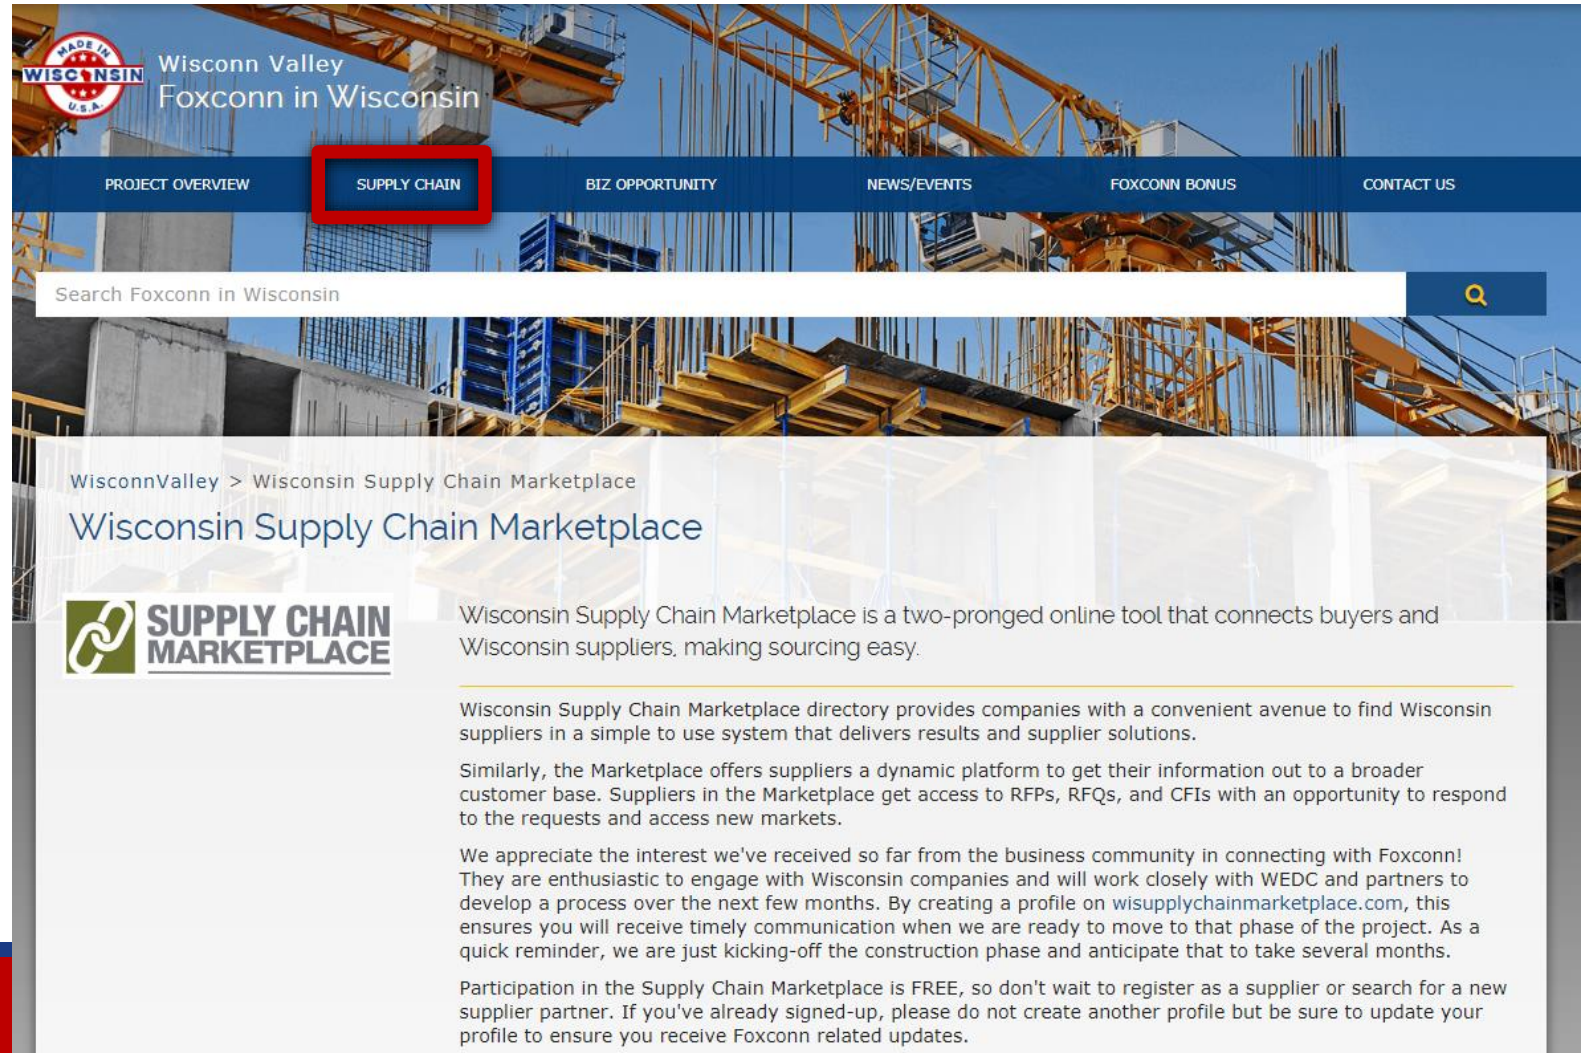 MADE IN
WISCONSIN
U.S.A.
Wisconn Valley
Foxconn in Wisconsin
PROJECT OVERVIEW
SUPPLY CHAIN
BIZ OPPORTUNITY
NEWS/EVENTS
FOXCONN BONUS
CONTACT US
Search Foxconn in Wisconsin
WisconnValley > Wisconsin Supply Chain Marketplace
Wisconsin Supply Chain Marketplace
SUPPLY CHAIN
MARKETPLACE
Wisconsin Supply Chain Marketplace is a two-pronged online tool that connects buyers and
Wisconsin suppliers, making sourcing easy.
Wisconsin Supply Chain Marketplace directory provides companies with a convenient avenue to find Wisconsin
suppliers in a simple to use system that delivers results and supplier solutions.
Similarly, the Marketplace offers suppliers a dynamic platform to get their information out to a broader
customer base. Suppliers in the Marketplace get access to RFPs, RFQs, and CFIs with an opportunity to respond
to the requests and access new markets.
We appreciate the interest we've received so far from the business community in connecting with Foxconn!
They are enthusiastic to engage with Wisconsin companies and will work closely with WEDC and partners to
develop a process over the next few months. By creating a profile on wisupplychainmarketplace.com, this
ensures you will receive timely communication when we are ready to move to that phase of the project. As a
quick reminder, we are just kicking-off the construction phase and anticipate that to take several months.
Participation in the Supply Chain Marketplace is FREE, so don't wait to register as a supplier or search for a new
supplier partner. If you've already signed-up, please do not create another profile but be sure to update your
profile to ensure you receive Foxconn related updates.